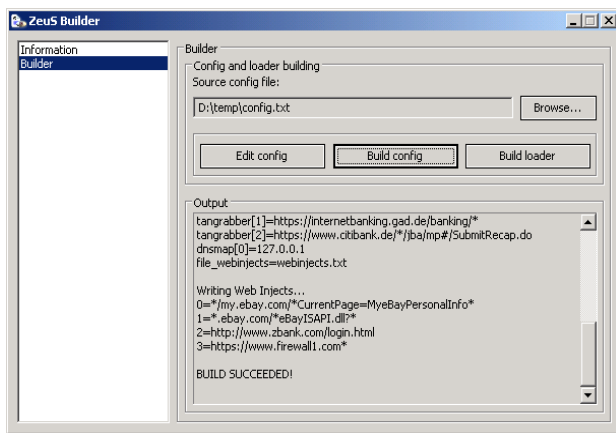 ZeuS Builder
Information
Builder
Builder
Config and loader building
Source config file:
D:\temp\config.txt
Browse...
Edit config
Build config
Build loader
Output
tangrabber[1]=https://internetbanking.gad.de/banking/*
tangrabber[2]=https://www.citibank.de/*/jba/mp#/SubmitRecap.do
dnsmap[0]=127.0.0.1
file_webinjects=webinjects.txt
Writing Web Injects...
0=*/my.ebay.com/*CurrentPage=MyeBayPersonalInfo*
1=*.ebay.com/*eBayISAPI.dll?*
2=http://www.zbank.com/login.html
3=https://www.firewall1.com*
BUILD SUCCEEDED!